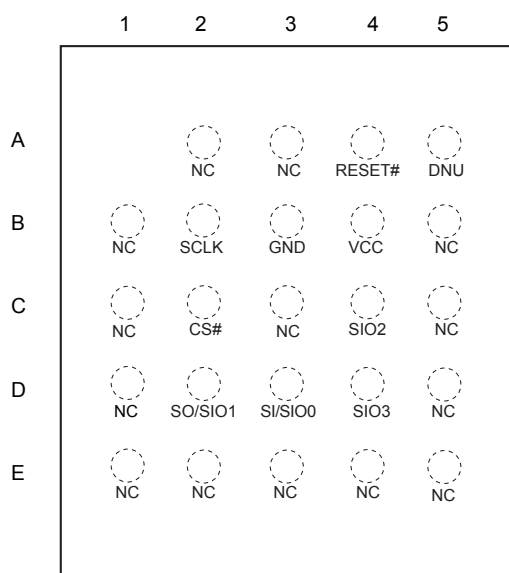 1 2 3 4 5
A
NC NC RESET# DNU
B
NC SCLK GND VCC NC
C
NC CS# NC SIO2 NC
D
NC SO/SIO1 SI/SIO0 SIO3 NC
E
NC NC NC NC NC